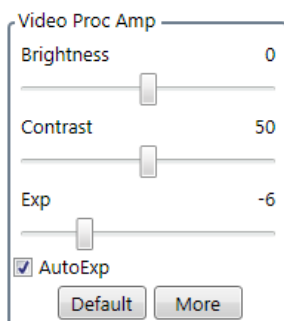 Video Proc Amp
Brightness 0
Contrast 50
Exp -6
AutoExp
Default More